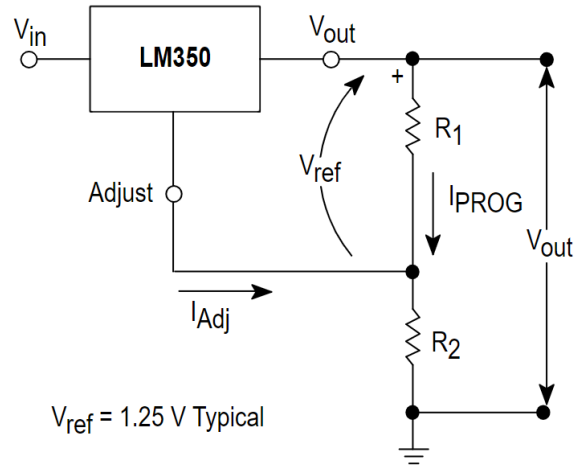 Vin
LM350
Vout
+
R1
Vref
IPROG
Adjust
Vout
IAdj
R2
Vref = 1.25 V Typical